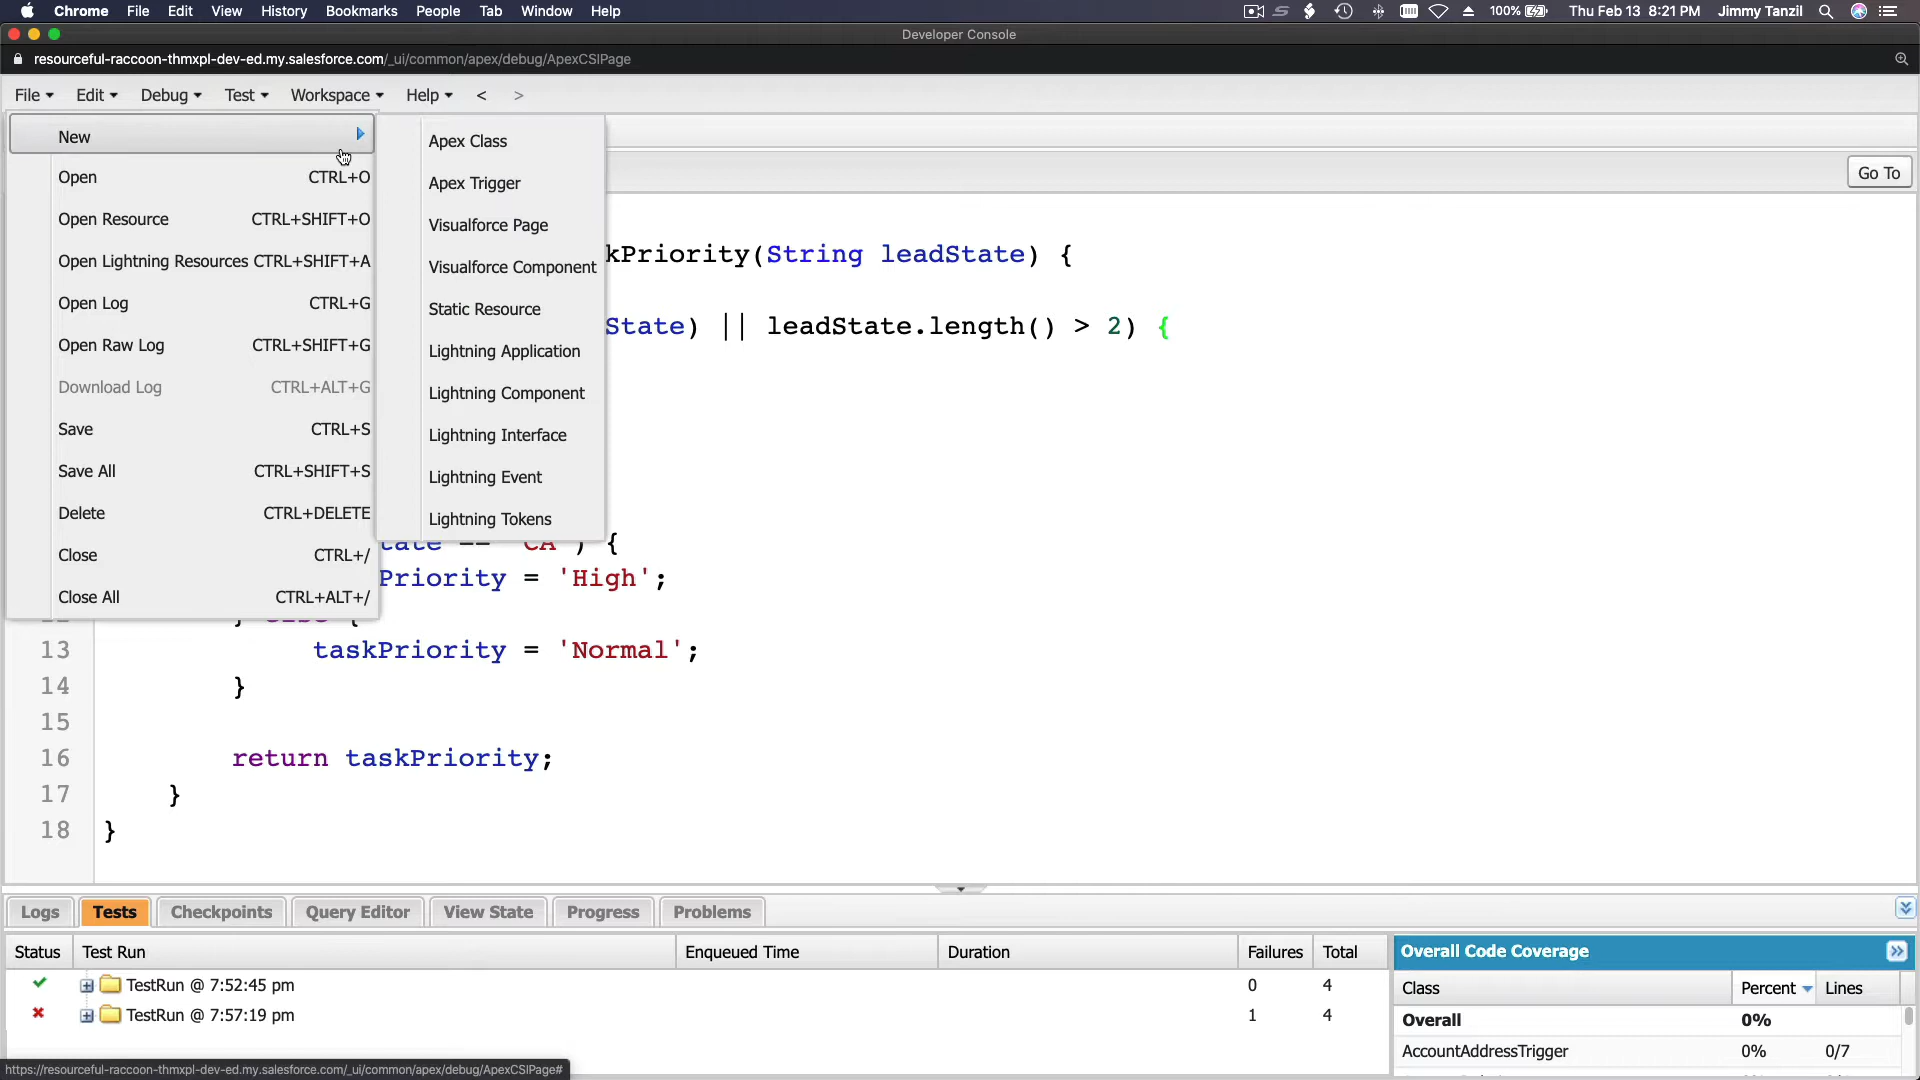 Chrome File Edit View History Bookmarks People Tab Window Help 100% Thu Feb 13 8:21 PM Jimmy Tanzil
Developer Console
resourceful-raccoon-thmxpl-dev-ed.my.salesforce.com/_ui/common/apex/debug/ApexCSIPage
File Edit Debug Test Workspace Help < >
New
Open CTRL+O
Open Resource CTRL+SHIFT+O
Open Lightning Resources CTRL+SHIFT+A
Open Log CTRL+G
Open Raw Log CTRL+SHIFT+G
Download Log CTRL+ALT+G
Save CTRL+S
Save All CTRL+SHIFT+S
Delete CTRL+DELETE
Close CTRL+/
Close All CTRL+ALT+/
Apex Class
Apex Trigger
Visualforce Page
Visualforce Component
Static Resource
Lightning Application
Lightning Component
Lightning Interface
Lightning Event
Lightning Tokens
Go To
kPriority(String leadState) {
State) || leadState.length() > 2) {
tate == 'CA') {
Priority = 'High';
} else {
13 taskPriority = 'Normal';
14 }
15
16 return taskPriority;
17 }
18 }
Logs Tests Checkpoints Query Editor View State Progress Problems
Status Test Run Enqueued Time Duration Failures Total
TestRun @ 7:52:45 pm 0 4
TestRun @ 7:57:19 pm 1 4
Overall Code Coverage
Class Percent Lines
Overall 0%
AccountAddressTrigger 0% 0/7
https://resourceful-raccoon-thmxpl-dev-ed.my.salesforce.com/_ui/common/apex/debug/ApexCSIPage#